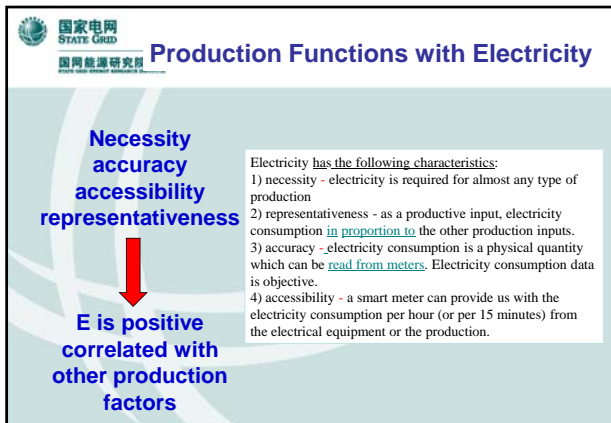 国家电网
STATE GRID
国网能源研究院
STATE GRID ENERGY RESEARCH
Production Functions with Electricity
Necessity
accuracy
accessibility
representativeness
E is positive
correlated with
other production
factors
Electricity has the following characteristics:
1) necessity - electricity is required for almost any type of
production
2) representativeness - as a productive input, electricity
consumption in proportion to the other production inputs.
3) accuracy - electricity consumption is a physical quantity
which can be read from meters. Electricity consumption data
is objective.
4) accessibility - a smart meter can provide us with the
electricity consumption per hour (or per 15 minutes) from
the electrical equipment or the production.